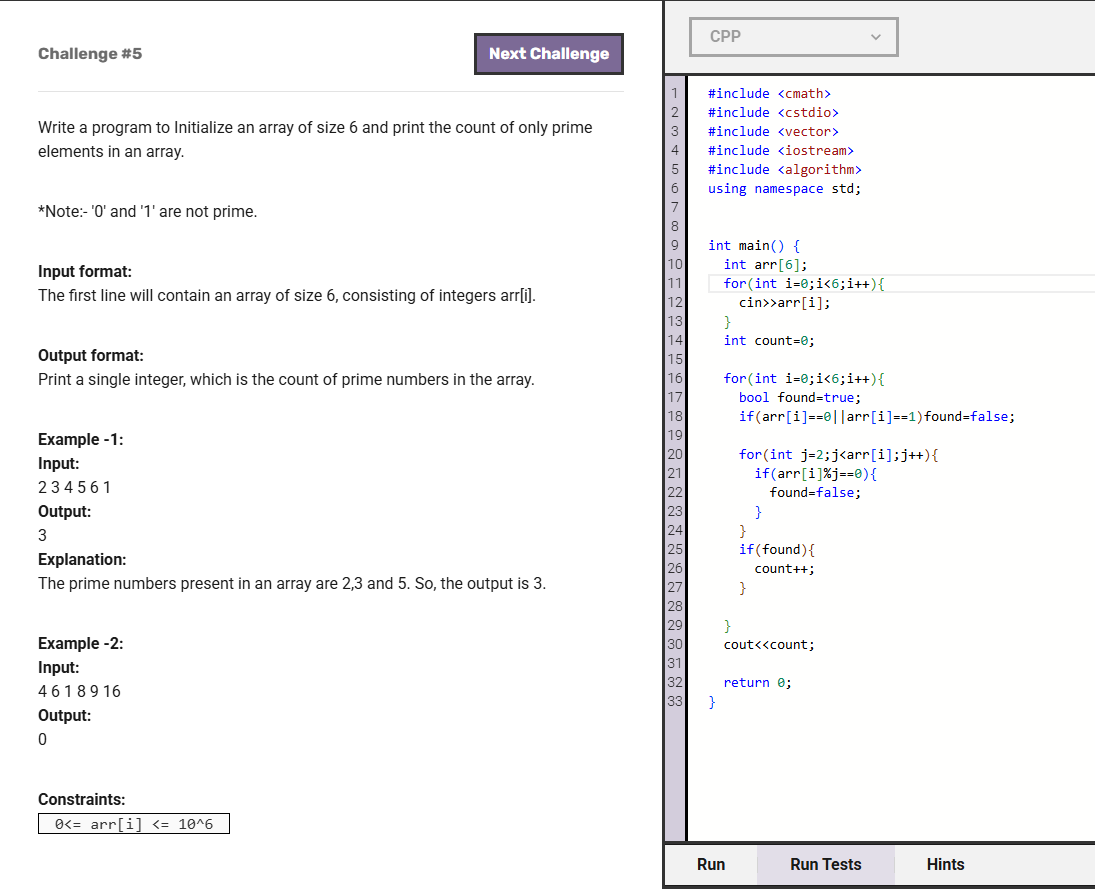 Challenge #5
Next Challenge
Write a program to Initialize an array of size 6 and print the count of only prime
elements in an array.
*Note:- '0' and '1' are not prime.
Input format:
The first line will contain an array of size 6, consisting of integers arr[i].
Output format:
Print a single integer, which is the count of prime numbers in the array.
Example -1:
Input:
2 3 4 5 6 1
Output:
3
Explanation:
The prime numbers present in an array are 2,3 and 5. So, the output is 3.
Example -2:
Input:
4 6 1 8 9 16
Output:
0
Constraints:
0<= arr[i] <= 10^6
CPP
1 #include <cmath>
2 #include <cstdio>
3 #include <vector>
4 #include <iostream>
5 #include <algorithm>
6 using namespace std;
7
8
9 int main() {
10 int arr[6];
11 for(int i=0;i<6;i++){
12 cin>>arr[i];
13 }
14 int count=0;
15
16 for(int i=0;i<6;i++){
17 bool found=true;
18 if(arr[i]==0||arr[i]==1)found=false;
19
20 for(int j=2;j<arr[i];j++){
21 if(arr[i]%j==0){
22 found=false;
23 }
24 }
25 if(found){
26 count++;
27 }
28
29 }
30 cout<<count;
31
32 return 0;
33 }
Run
Run Tests
Hints